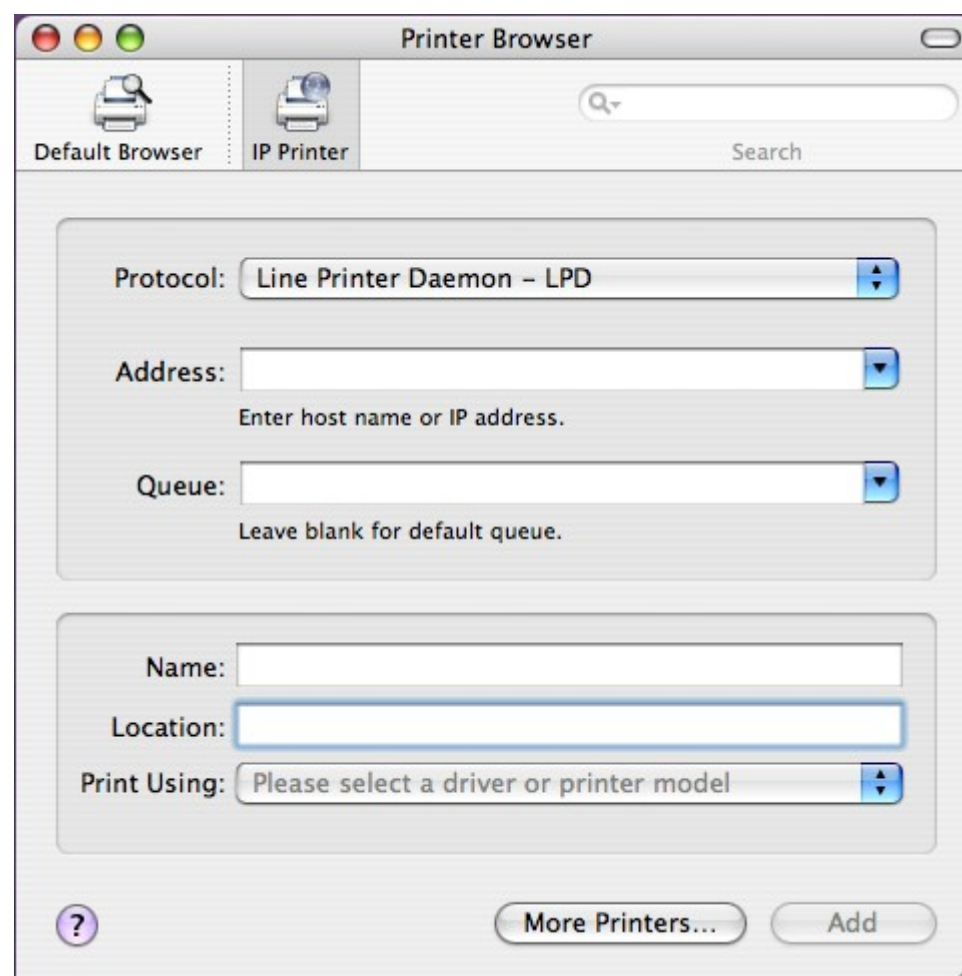 Printer Browser
Default Browser
IP Printer
Search
Protocol: Line Printer Daemon – LPD
Address:
Enter host name or IP address.
Queue:
Leave blank for default queue.
Name:
Location:
Print Using: Please select a driver or printer model
? More Printers... Add